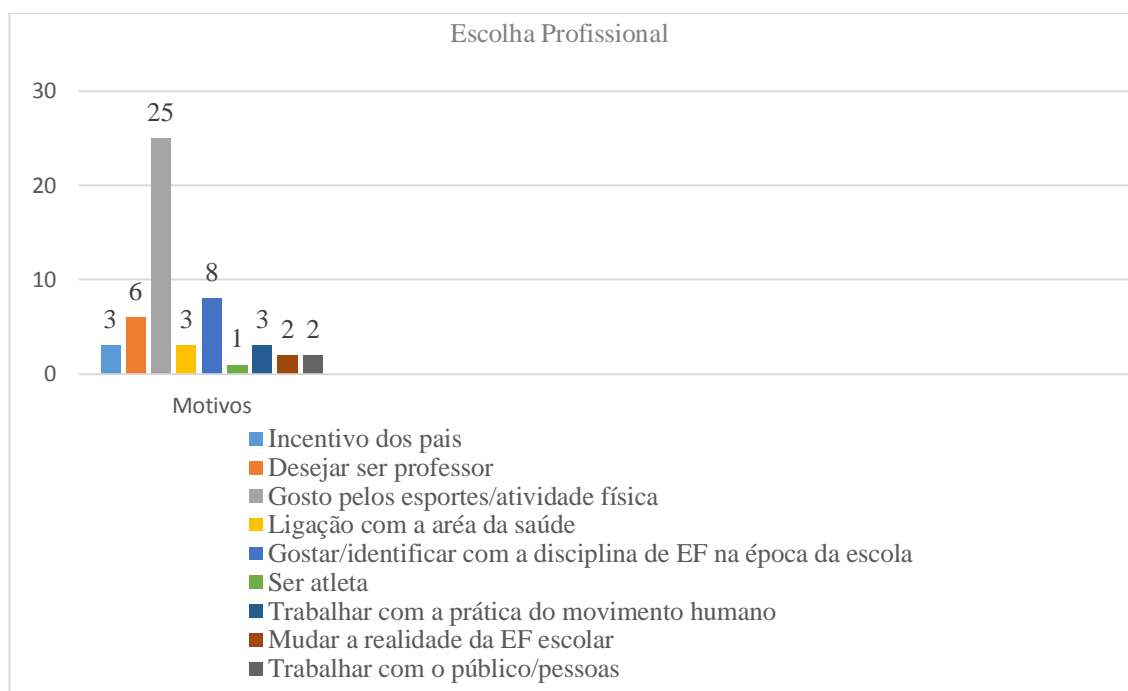 Escolha Profissional
30
25
20
10
8
6
3
3
3
2
2
1
0
Motivos
Incentivo dos pais
Desejar ser professor
Gosto pelos esportes/atividade física
Ligação com a aréa da saúde
Gostar/identificar com a disciplina de EF na época da escola
Ser atleta
Trabalhar com a prática do movimento humano
Mudar a realidade da EF escolar
Trabalhar com o público/pessoas